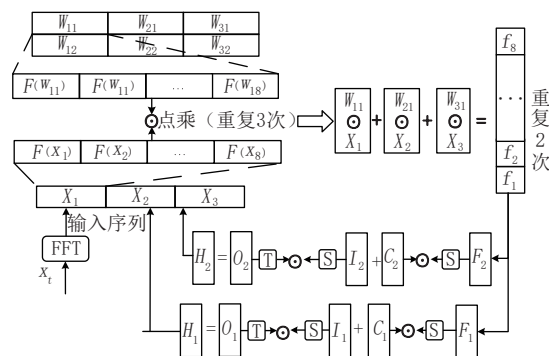 W11 W21 W31
W12 W22 W32
F(W11) F(W11) ... F(W18)
⊙点乘（重复3次）
W11 ⊙ X1 + W21 ⊙ X2 + W31 ⊙ X3 =
f8
...
f2
f1
重复2次
F(X1) F(X2) ... F(X8)
X1 X2 X3
输入序列
FFT
Xt
H2 = O2 T ⊙ S I2 + C2 ⊙ S F2
H1 = O1 T ⊙ S I1 + C1 ⊙ S F1